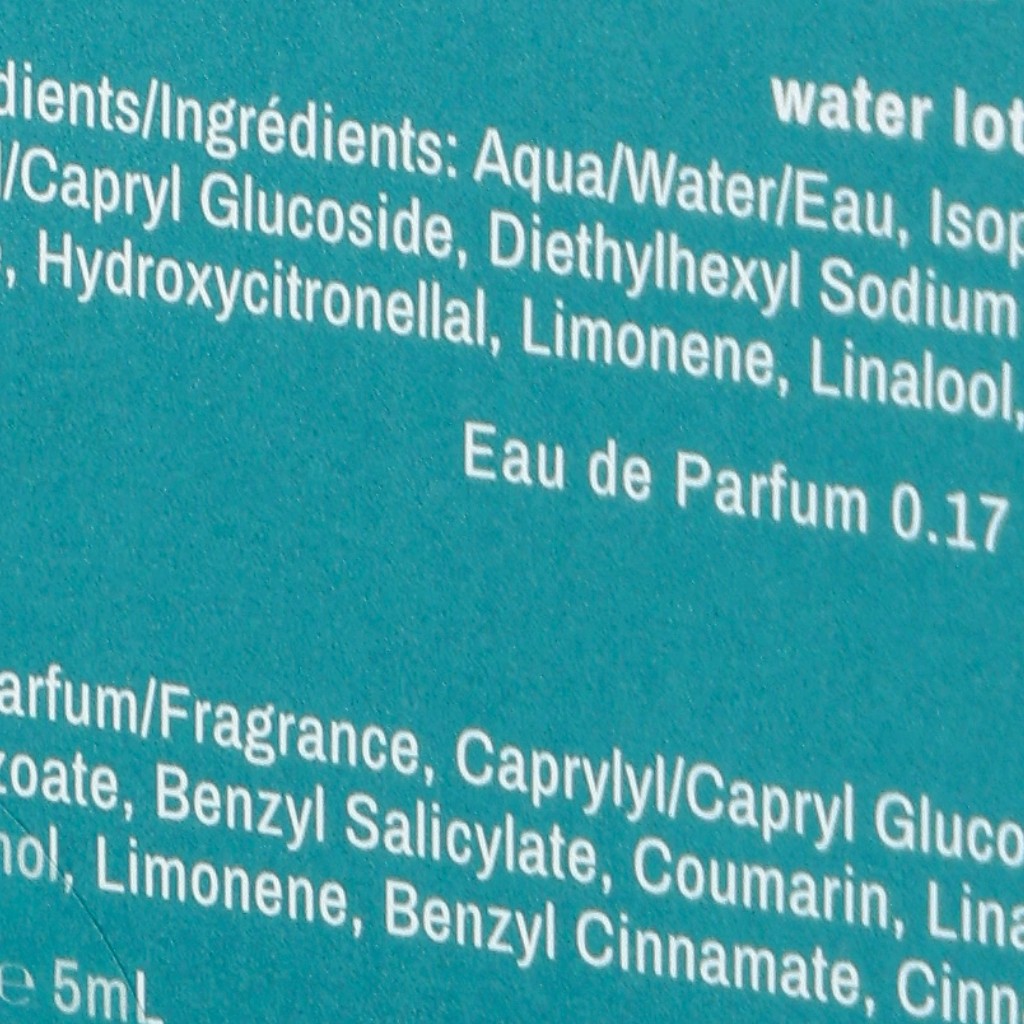 water lot
dients/Ingrédients: Aqua/Water/Eau, Isop
l/Capryl Glucoside, Diethylhexyl Sodium
, Hydroxycitronellal, Limonene, Linalool,
Eau de Parfum 0.17
arfum/Fragrance, Caprylyl/Capryl Gluco
zoate, Benzyl Salicylate, Coumarin, Lina
nol, Limonene, Benzyl Cinnamate, Cinn
℮ 5mL